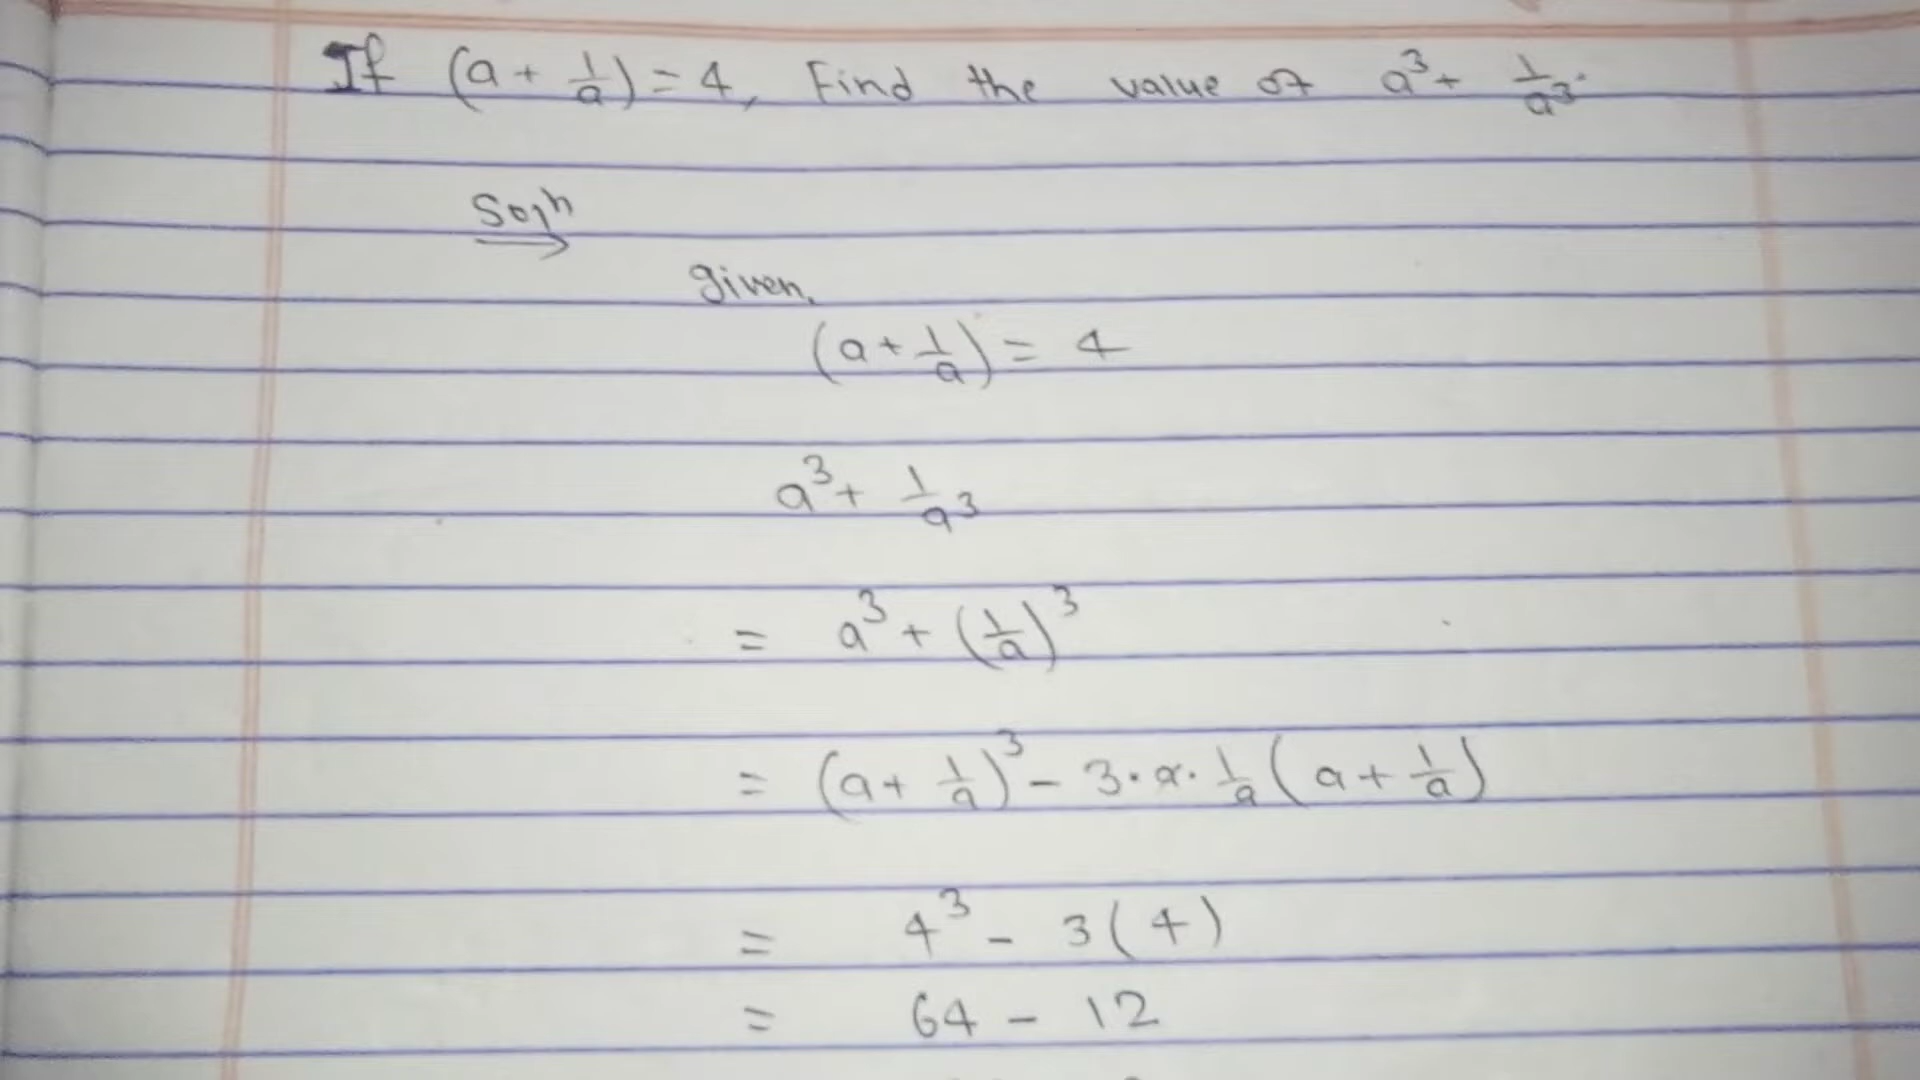 If (a + 1/a) = 4, Find the value of a³ + 1/a³.
Solⁿ
given,
(a + 1/a) = 4
a³ + 1/a³
= a³ + (1/a)³
= (a + 1/a)³ - 3·a·1/a (a + 1/a)
= 4³ - 3(4)
= 64 - 12